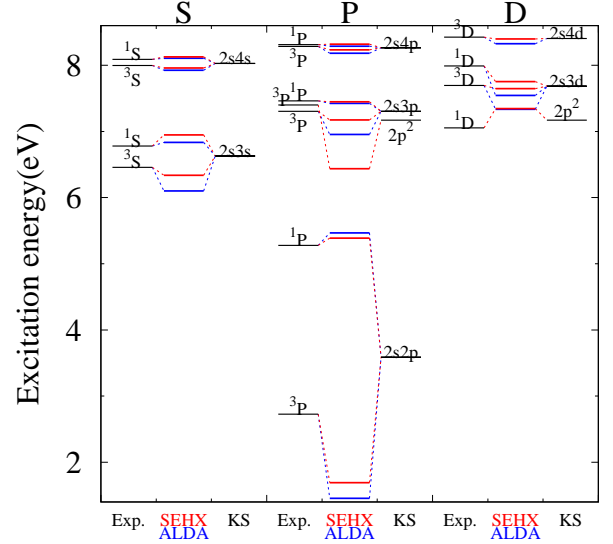 S P D
Excitation energy(eV)
8
6
4
2
¹S
³S
2s4s
¹S
³S
2s3s
¹P
³P
2s4p
³P ¹P
³P
2s3p
2p²
¹P
2s2p
³P
³D
2s4d
¹D
³D
2s3d
¹D
2p²
Exp. SEHX KS Exp. SEHX KS Exp. SEHX KS
ALDA ALDA ALDA